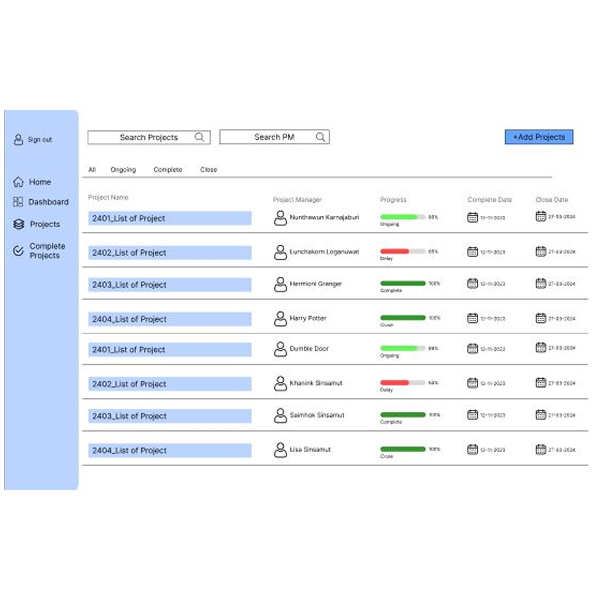 Sign out
Home
Dashboard
Projects
Complete
Projects
Search Projects
Search PM
+Add Projects
All Ongoing Complete Close
Project Name Project Manager Progress Complete Date Close Date
2401_List of Project Nunthawun Karnajaburi 80% 12-11-2023 27-03-2024
Ongoing
2402_List of Project Lunchakorn Loganuwat 65% 12-11-2023 27-03-2024
Delay
2403_List of Project Hermioni Granger 100% 12-11-2023 27-03-2024
Complete
2404_List of Project Harry Potter 100% 12-11-2023 27-03-2024
Close
2401_List of Project Dumble Door 12-11-2023 27-03-2024
Ongoing
2402_List of Project Khanink Sinsamut 12-11-2023 27-03-2024
Delay
2403_List of Project Saimhok Sinsamut 100% 12-11-2023 27-03-2024
Complete
2404_List of Project Lisa Sinsamut 100% 12-11-2023 27-03-2024
Close